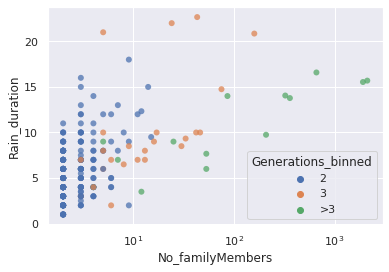 20
15
10
5
0
Rain_duration
Generations_binned
2
3
>3
10¹ 10² 10³
No_familyMembers